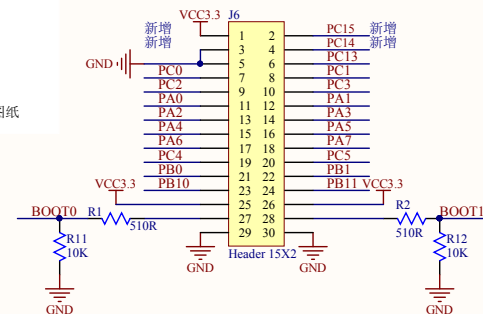 新增 VCC3.3 J6
新增
1 2 PC15 新增
3 4 PC14 新增
GND 5 6 PC13
PC0 7 8 PC1
PC2 9 10 PC3
PA0 11 12 PA1
图纸
PA2 13 14 PA3
PA4 15 16 PA5
PA6 17 18 PA7
PC4 19 20 PC5
PB0 21 22 PB1
VCC3.3 PB10 23 24 PB11 VCC3.3
25 26
BOOT0 R1 510R 27 28 R2 510R BOOT1
R11 10K 29 30 R12 10K
GND GND
Header 15X2
GND GND